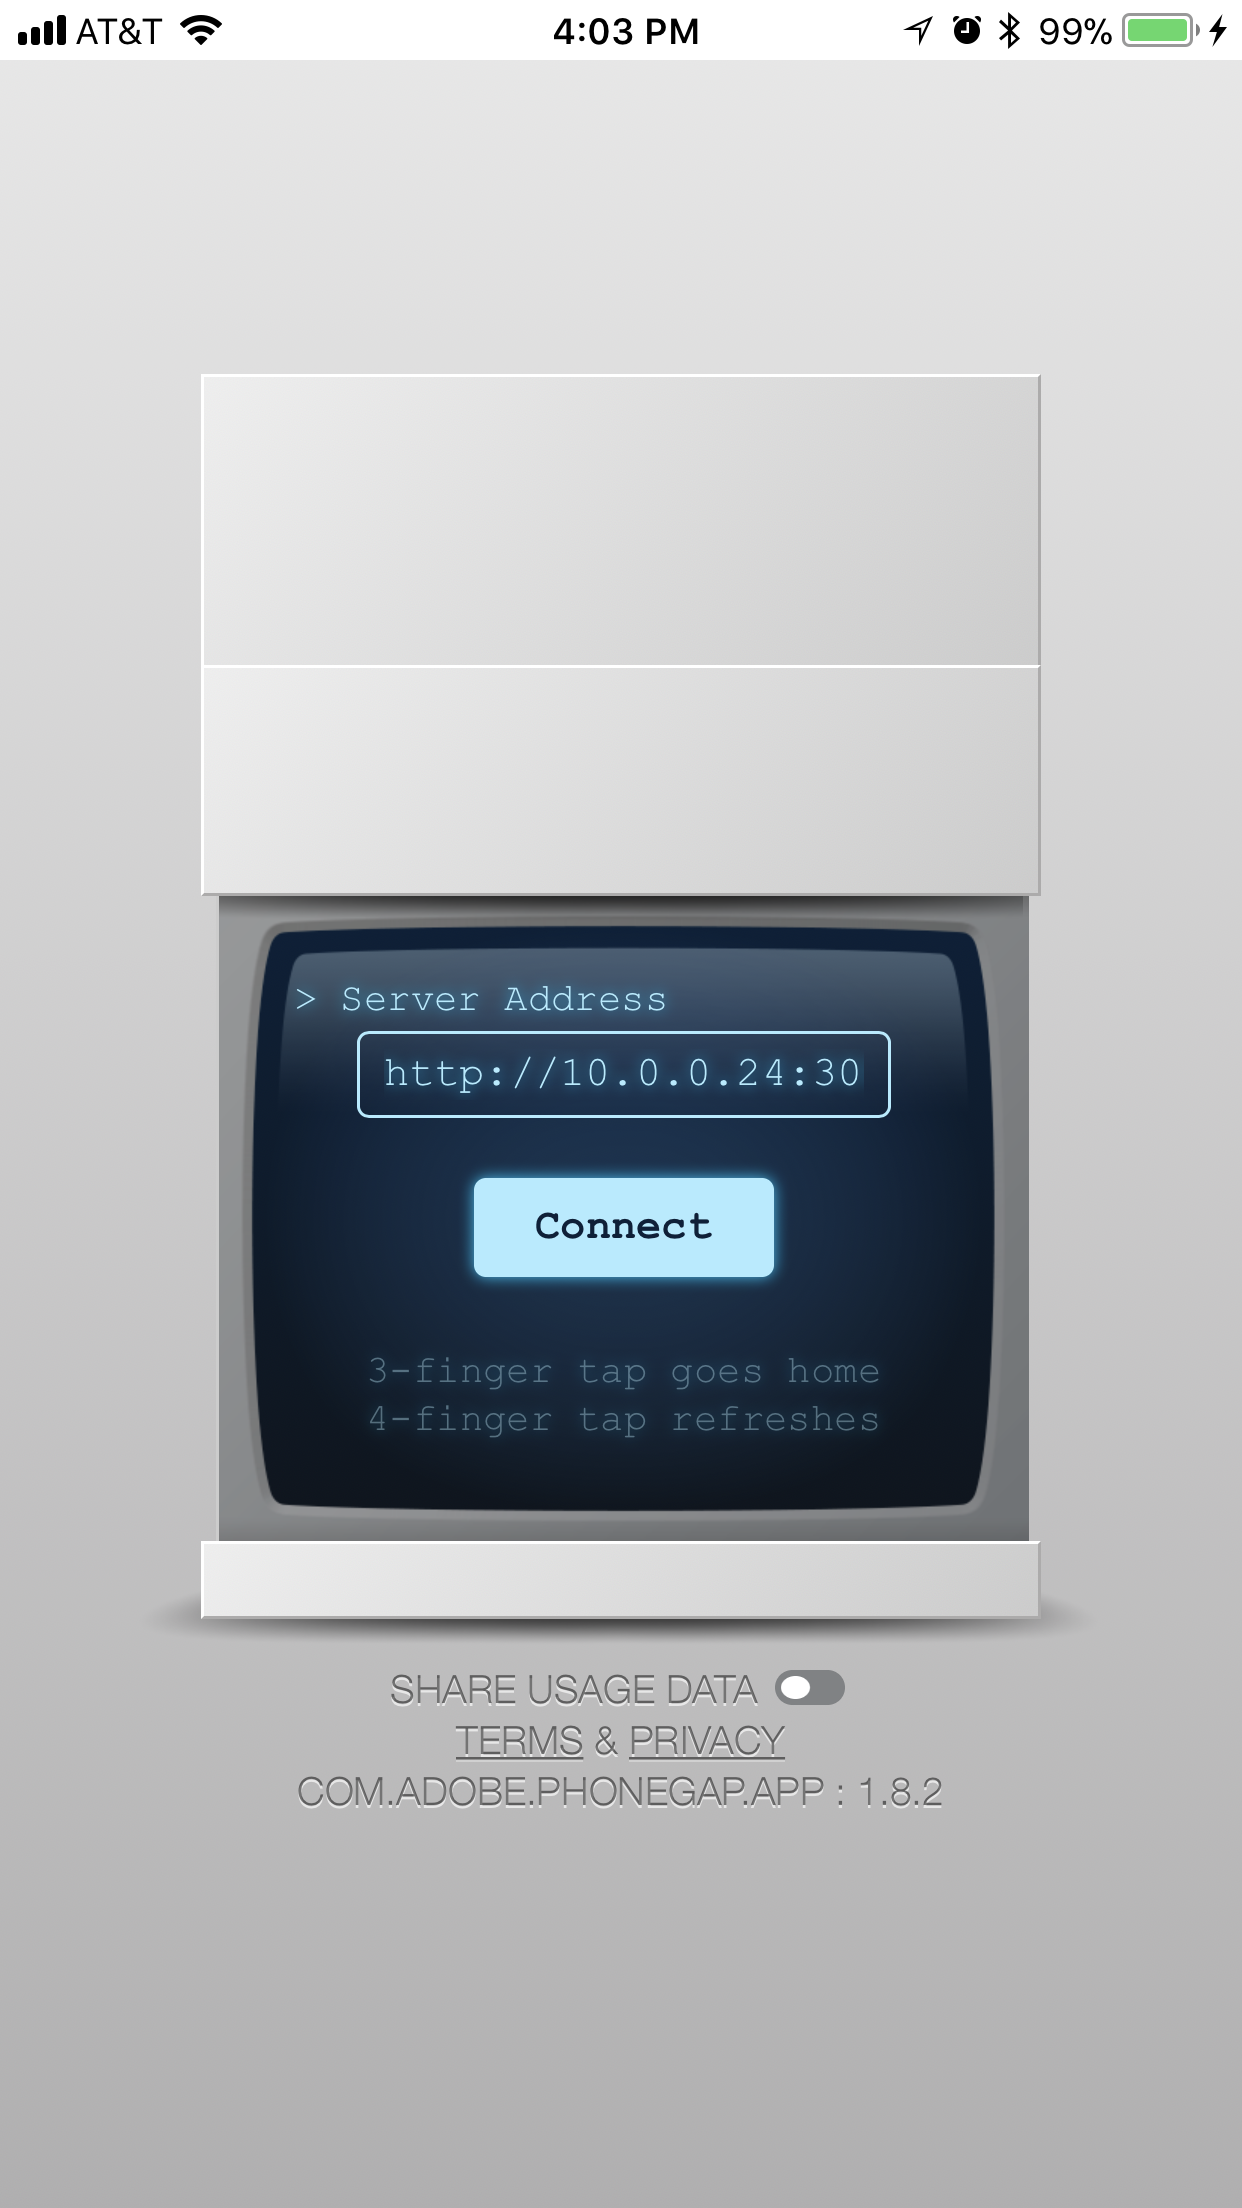 AT&T 4:03 PM 99%
> Server Address
http://10.0.0.24:30
Connect
3-finger tap goes home
4-finger tap refreshes
SHARE USAGE DATA
TERMS & PRIVACY
COM.ADOBE.PHONEGAP.APP : 1.8.2